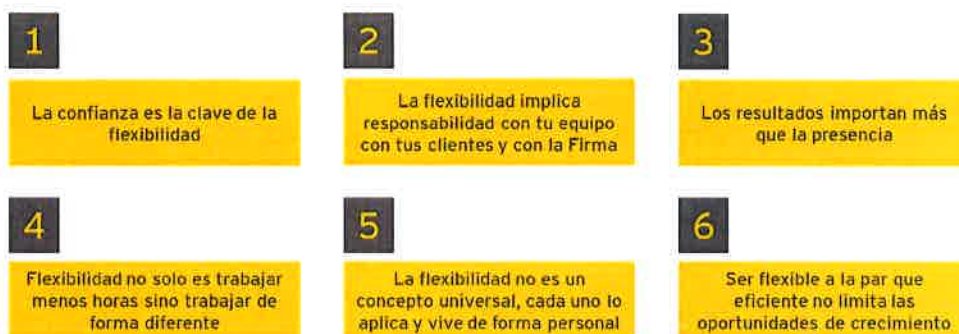 1
La confianza es la clave de la
flexibilidad
2
La flexibilidad implica
responsabilidad con tu equipo
con tus clientes y con la Firma
3
Los resultados importan más
que la presencia
4
Flexibilidad no solo es trabajar
menos horas sino trabajar de
forma diferente
5
La flexibilidad no es un
concepto universal, cada uno lo
aplica y vive de forma personal
6
Ser flexible a la par que
eficiente no limita las
oportunidades de crecimiento